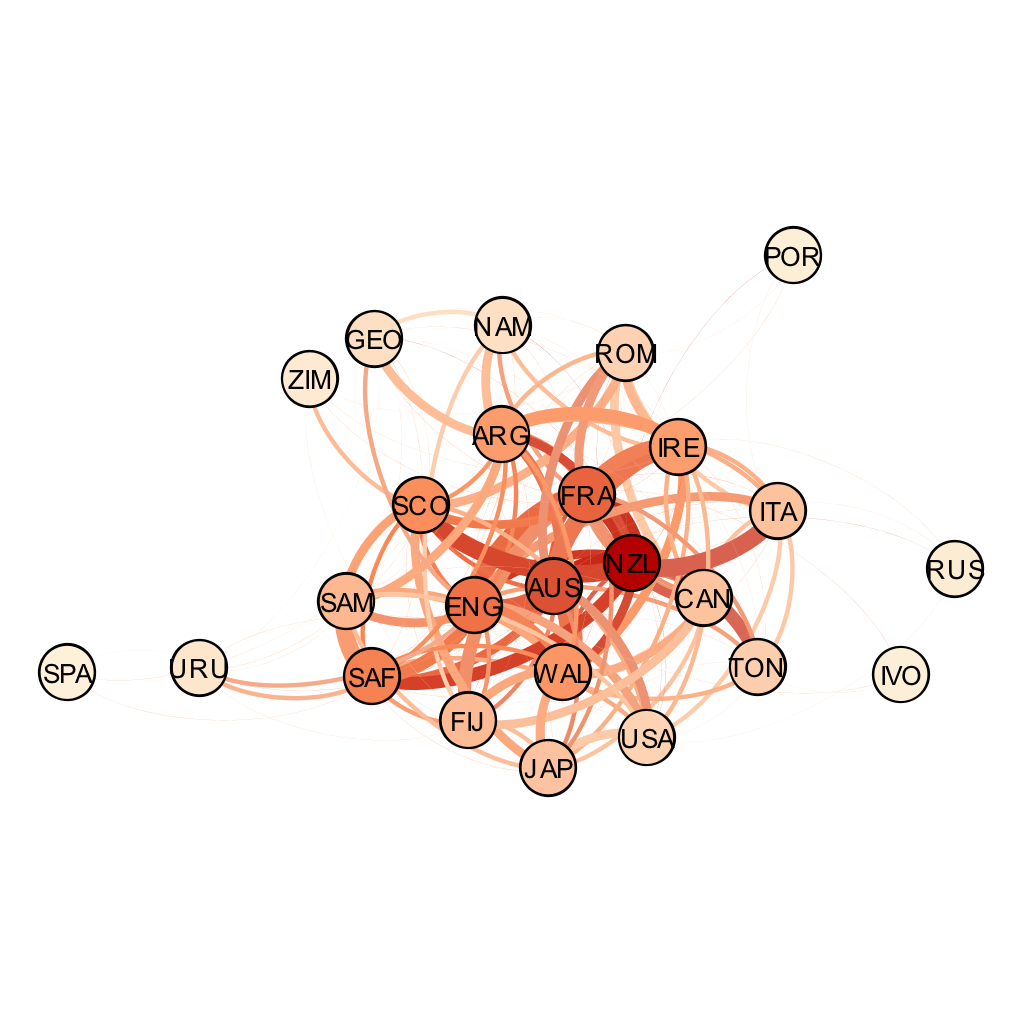 POR
NAM
GEO
ROM
ZIM
ARG
IRE
FRA
SCO
ITA
NZL
RUS
AUS
CAN
SAM
ENG
SPA
URU
SAF
WAL
TON
IVO
FIJ
USA
JAP